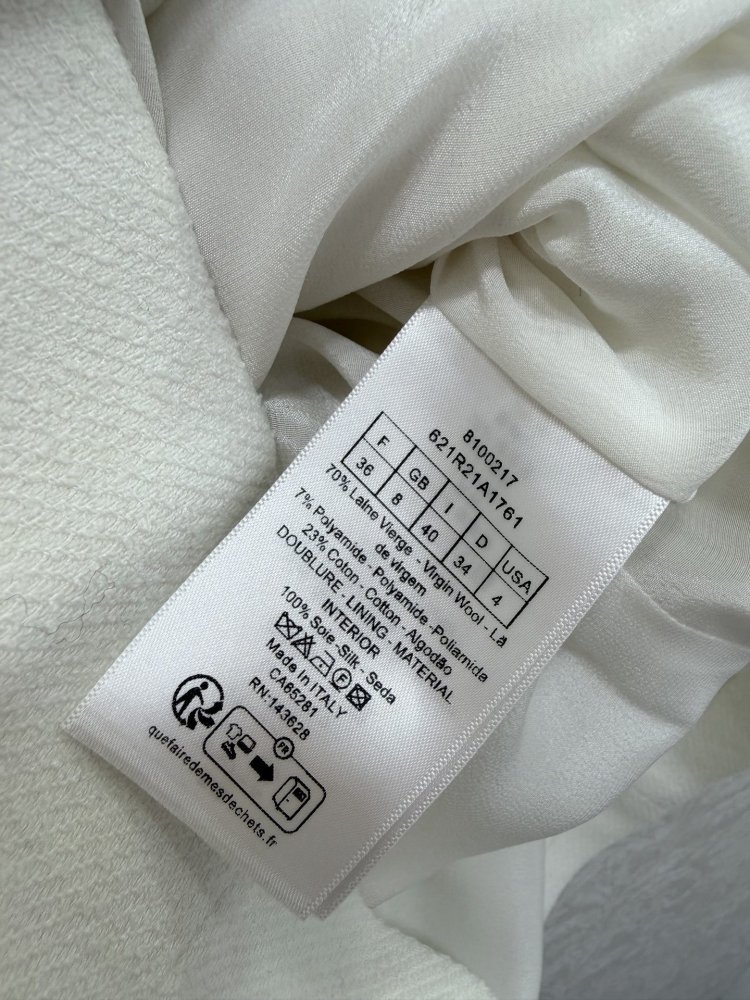 8100217
621R21A1761
F GB I D USA
36 8 40 34 4
70% Laine Vierge - Virgin Wool - Lã
de virgem
7% Polyamide - Polyamide -Poliamida
23% Coton - Cotton - Algodão
DOUBLURE - LINING - MATERIAL
INTERIOR
100% Soie -Silk - Seda
F
Made in ITALY
CA65281
RN:143628
FR
quefairedemesdechets.fr